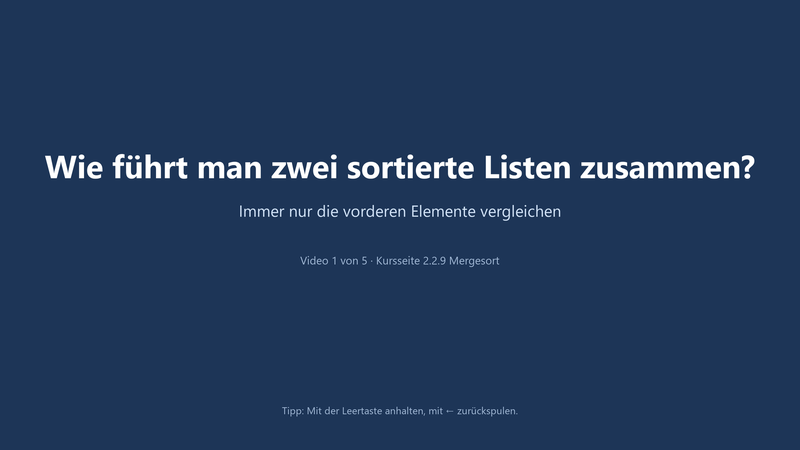 Wie führt man zwei sortierte Listen zusammen?
Immer nur die vorderen Elemente vergleichen
Video 1 von 5 · Kursseite 2.2.9 Mergesort
Tipp: Mit der Leertaste anhalten, mit ← zurückspulen.